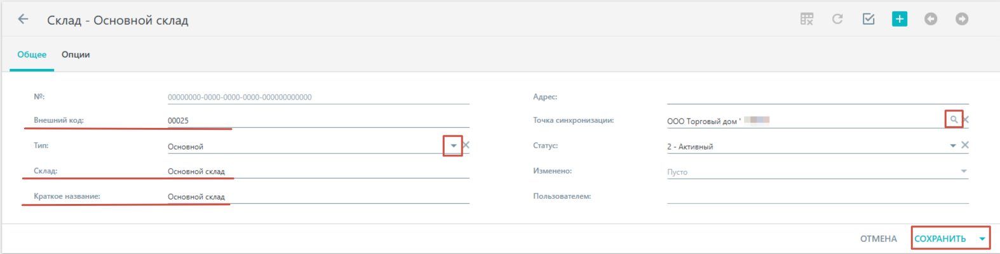 Склад - Основной склад
Общее Опции
№: 00000000-0000-0000-0000-000000000000
Внешний код: 00025
Тип: Основной
Склад: Основной склад
Краткое название: Основной склад
Адрес:
Точка синхронизации: ООО Торговый дом '
Статус: 2 - Активный
Изменено: Пусто
Пользователем:
ОТМЕНА СОХРАНИТЬ